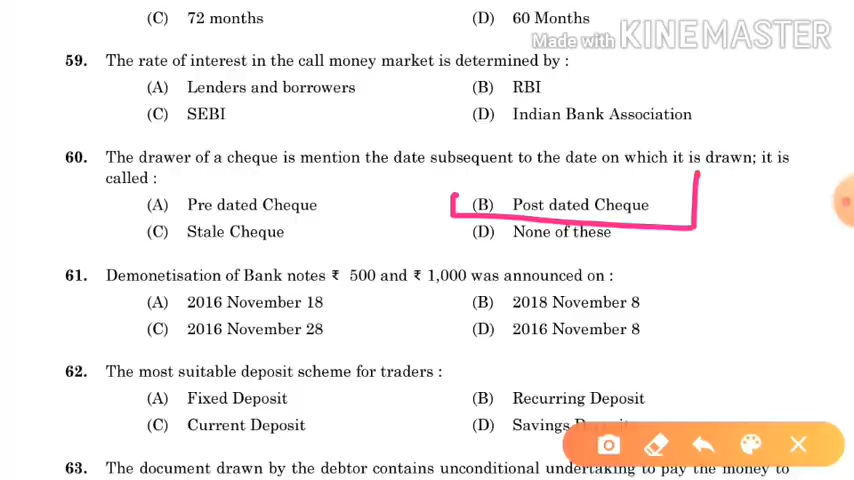 (C) 72 months (D) 60 Months
Made with KINEMASTER
59. The rate of interest in the call money market is determined by :
(A) Lenders and borrowers (B) RBI
(C) SEBI (D) Indian Bank Association
60. The drawer of a cheque is mention the date subsequent to the date on which it is drawn; it is
called :
(A) Pre dated Cheque (B) Post dated Cheque
(C) Stale Cheque (D) None of these
61. Demonetisation of Bank notes ₹ 500 and ₹ 1,000 was announced on :
(A) 2016 November 18 (B) 2018 November 8
(C) 2016 November 28 (D) 2016 November 8
62. The most suitable deposit scheme for traders :
(A) Fixed Deposit (B) Recurring Deposit
(C) Current Deposit (D) Savings
63. The document drawn by the debtor contains unconditional undertaking to pay the money to